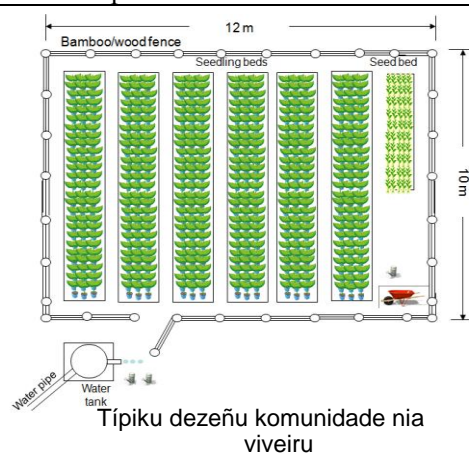 12 m
Bamboo/wood fence
Seedling beds
Seed bed
10 m
Water pipe
Water
tank
Típiku dezeñu komunidade nia
viveiru